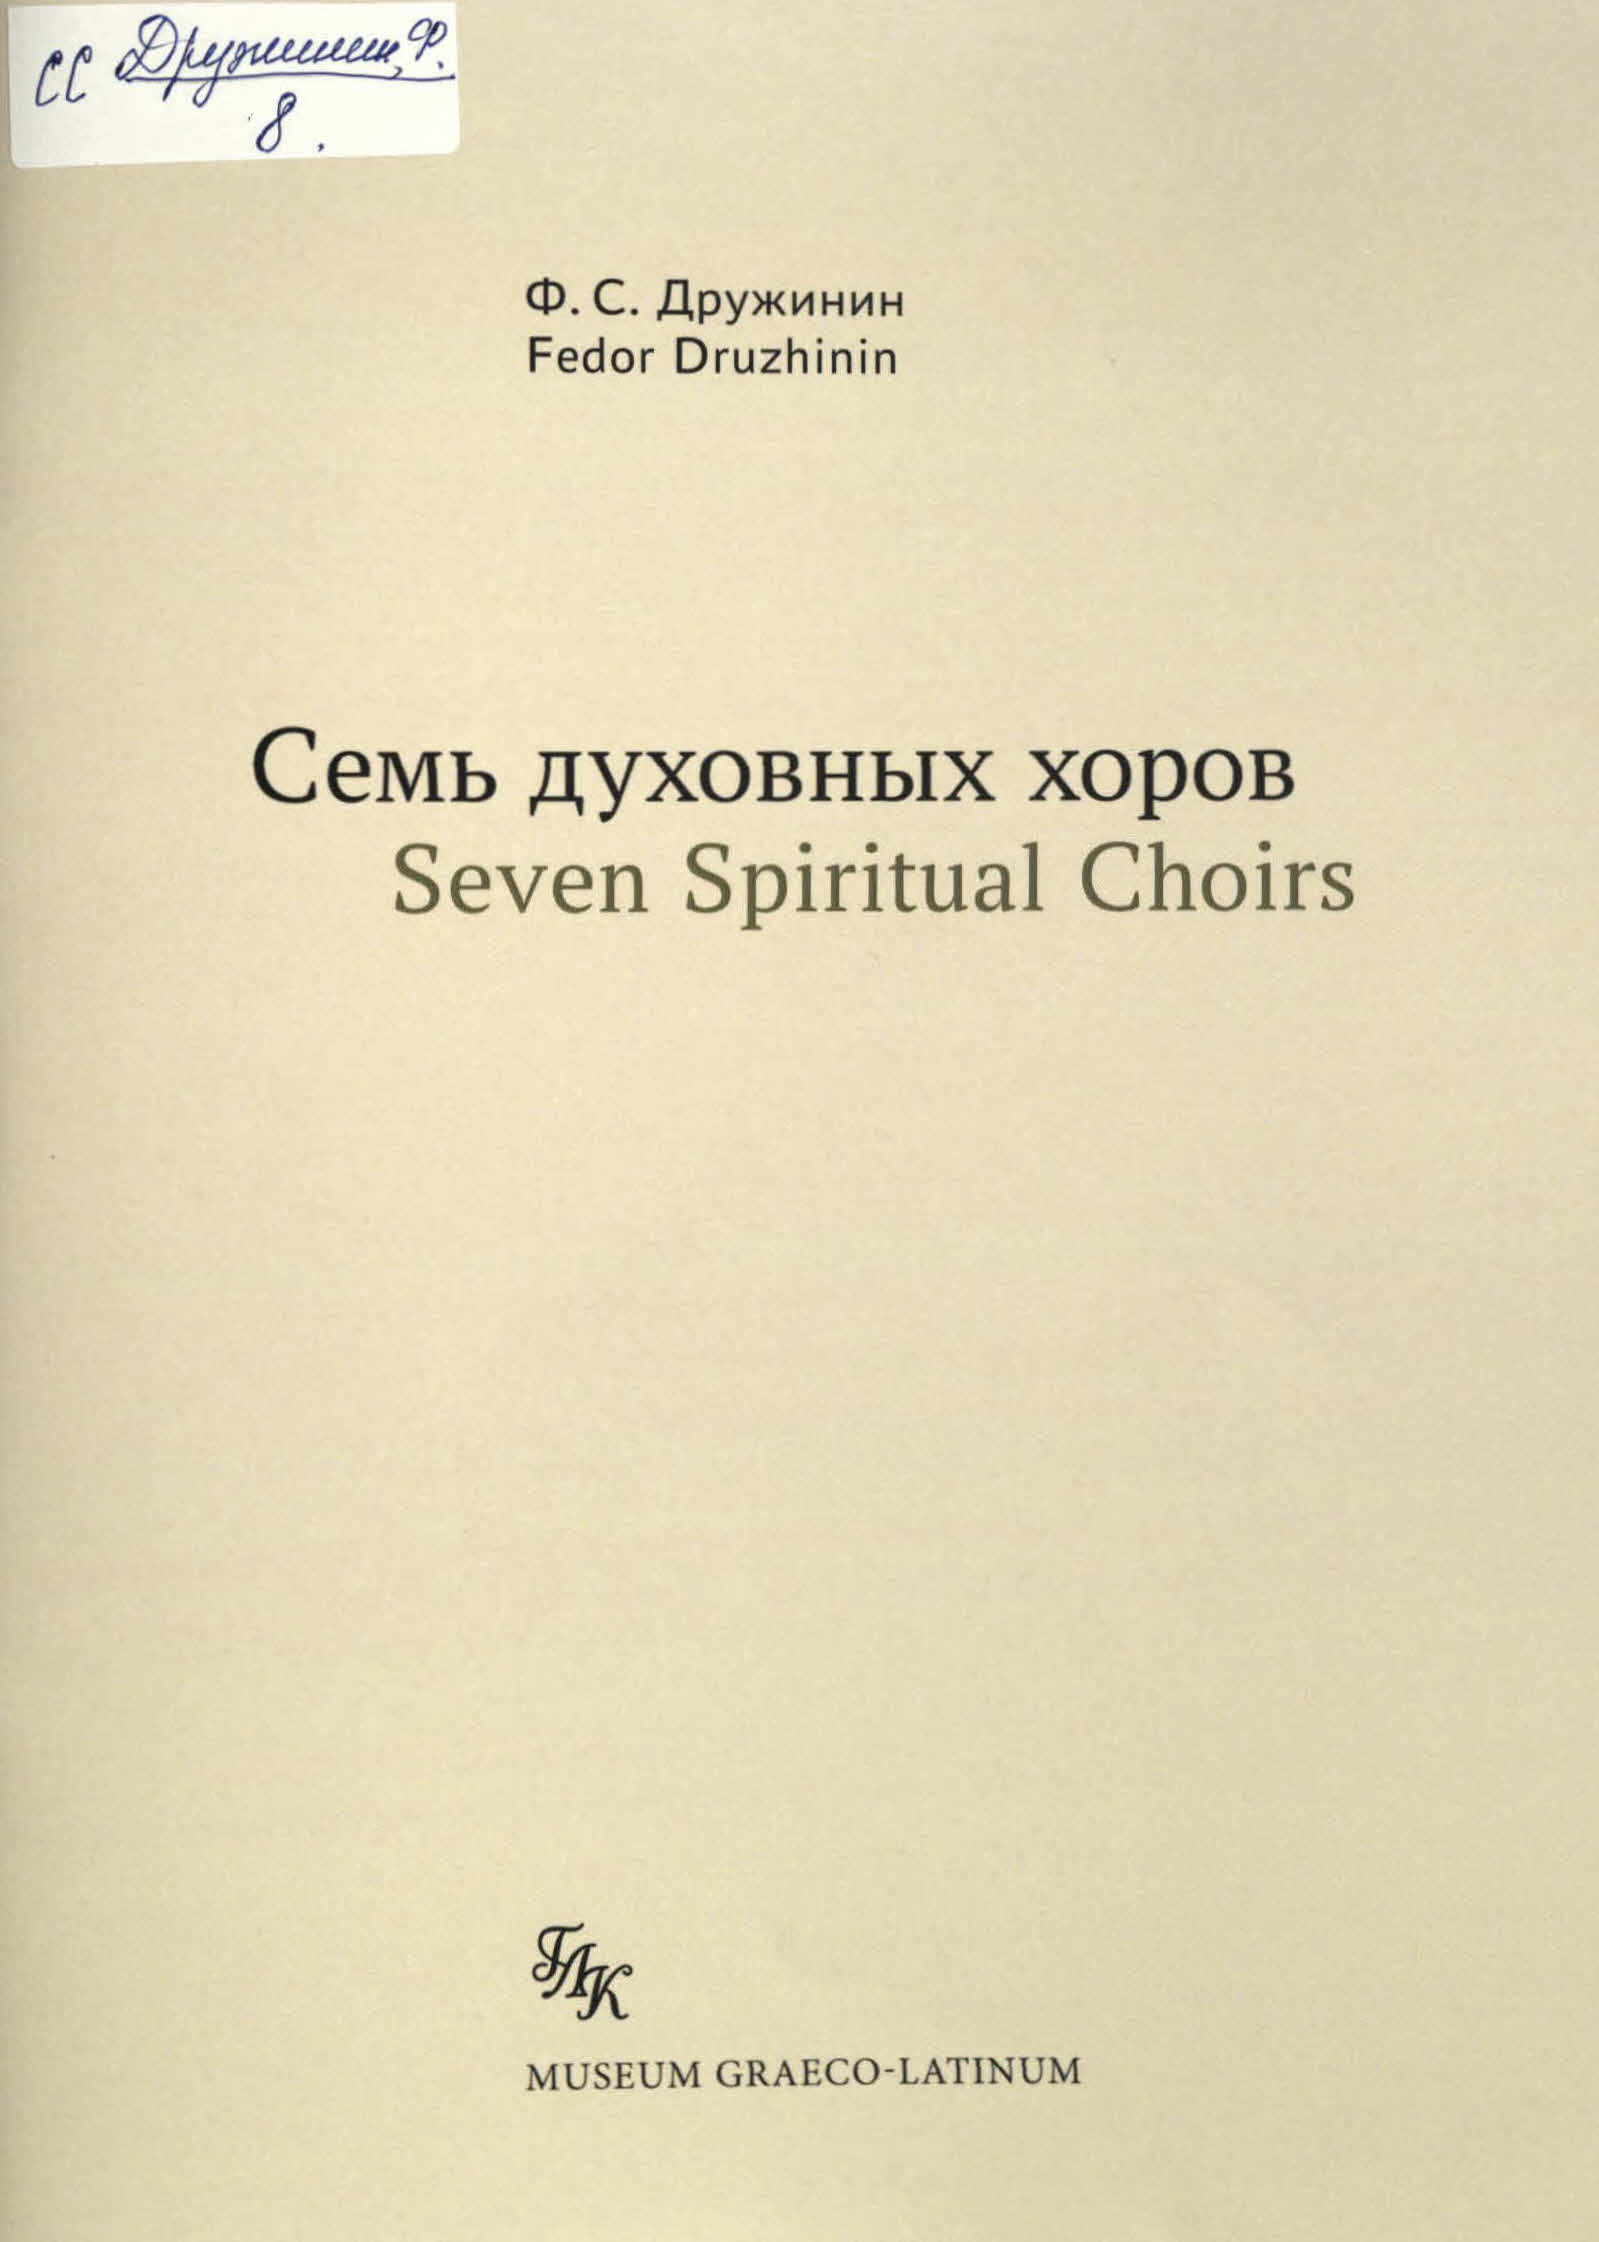 СС Дружинин Ф.
8.
Ф. С. Дружинин
Fedor Druzhinin
Семь духовных хоров
Seven Spiritual Choirs
ГЛК
MUSEUM GRAECO-LATINUM